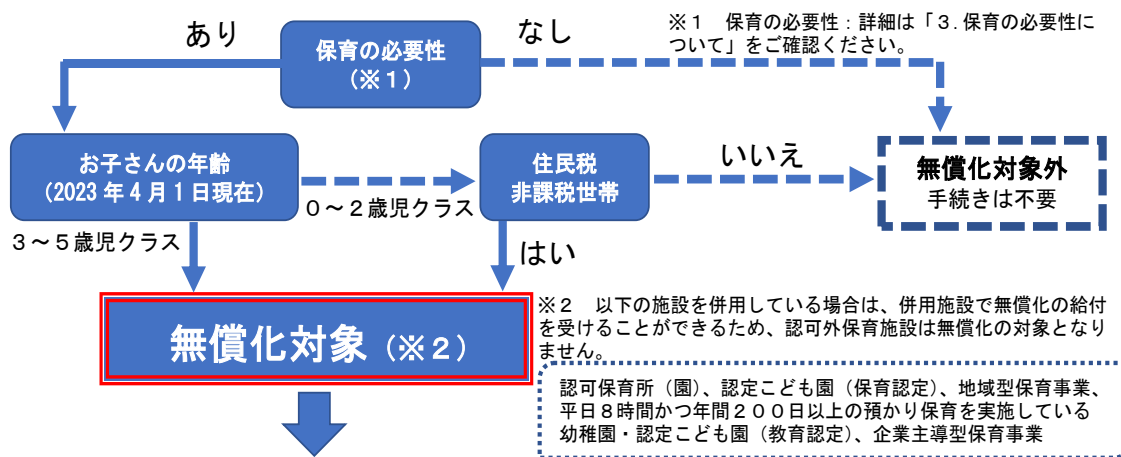 あり
保育の必要性
（※１）
なし
※１　保育の必要性：詳細は「３.保育の必要性に
ついて」をご確認ください。
お子さんの年齢
（2023年４月１日現在）
０～２歳児クラス
住民税
非課税世帯
いいえ
無償化対象外
手続きは不要
３～５歳児クラス
はい
無償化対象（※２）
※２　以下の施設を併用している場合は、併用施設で無償化の給付
を受けることができるため、認可外保育施設は無償化の対象となり
ません。
認可保育所（園）、認定こども園（保育認定）、地域型保育事業、
平日８時間かつ年間２００日以上の預かり保育を実施している
幼稚園・認定こども園（教育認定）、企業主導型保育事業